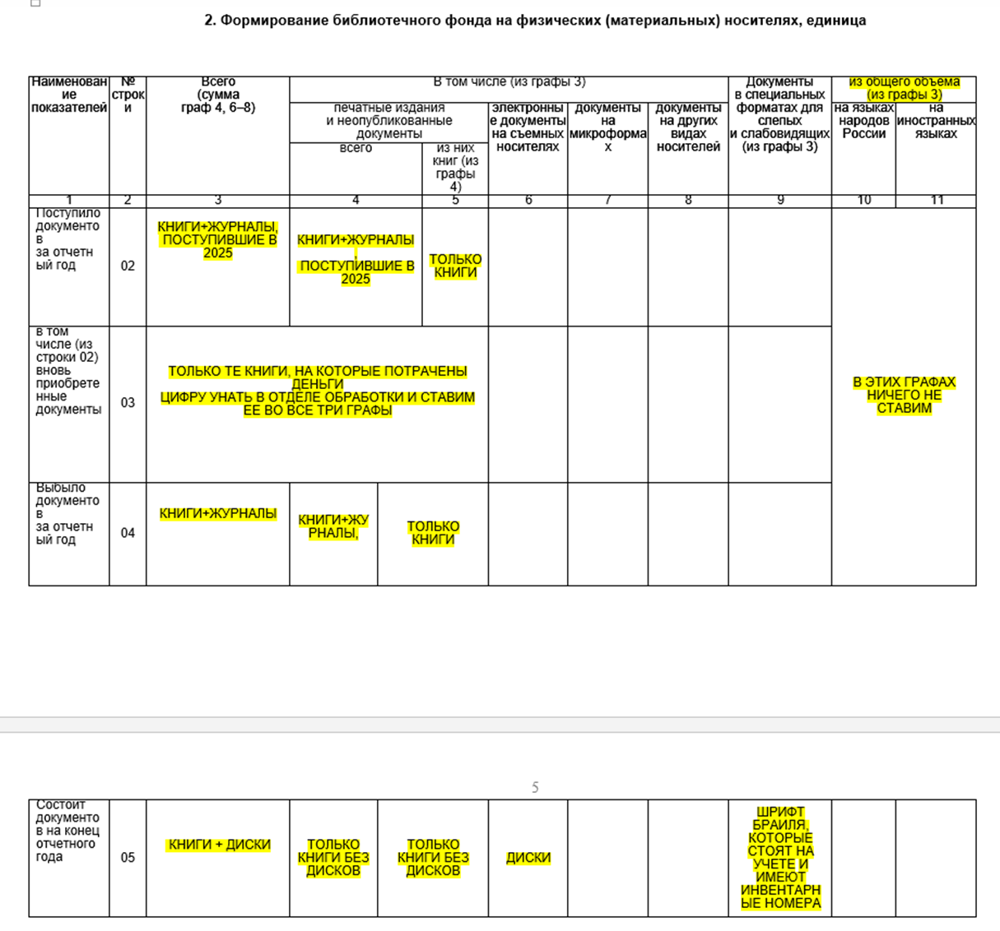 2. Формирование библиотечного фонда на физических (материальных) носителях, единица
Наименован
ие
показателей
№
строк
и
Всего
(сумма
граф 4, 6–8)
В том числе (из графы 3)
печатные издания
и неопубликованные
документы
всего
из них
книг (из
графы
4)
электронны
е документы
на съемных
носителях
документы
на
микроформа
х
документы
на других
видах
носителей
Документы
в специальных
форматах для
слепых
и слабовидящих
(из графы 3)
из общего объема
(из графы 3)
на языках
народов
России
на
иностранных
языках
1 2 3 4 5 6 7 8 9 10 11
Поступило
документо
в
за отчетн
ый год
02
КНИГИ+ЖУРНАЛЫ,
ПОСТУПИВШИЕ В
2025
КНИГИ+ЖУРНАЛЫ
,
ПОСТУПИВШИЕ В
2025
ТОЛЬКО
КНИГИ
в том
числе (из
строки 02)
вновь
приобрете
нные
документы
03
ТОЛЬКО ТЕ КНИГИ, НА КОТОРЫЕ ПОТРАЧЕНЫ
ДЕНЬГИ
ЦИФРУ УНАТЬ В ОТДЕЛЕ ОБРАБОТКИ И СТАВИМ
ЕЕ ВО ВСЕ ТРИ ГРАФЫ
В ЭТИХ ГРАФАХ
НИЧЕГО НЕ
СТАВИМ
Выбыло
документо
в
за отчетн
ый год
04
КНИГИ+ЖУРНАЛЫ
КНИГИ+ЖУ
РНАЛЫ,
ТОЛЬКО
КНИГИ
5
Состоит
документо
в на конец
отчетного
года
05
КНИГИ + ДИСКИ
ТОЛЬКО
КНИГИ БЕЗ
ДИСКОВ
ТОЛЬКО
КНИГИ БЕЗ
ДИСКОВ
ДИСКИ
ШРИФТ
БРАЙЛЯ,
КОТОРЫЕ
СТОЯТ НА
УЧЕТЕ И
ИМЕЮТ
ИНВЕНТАРН
ЫЕ НОМЕРА